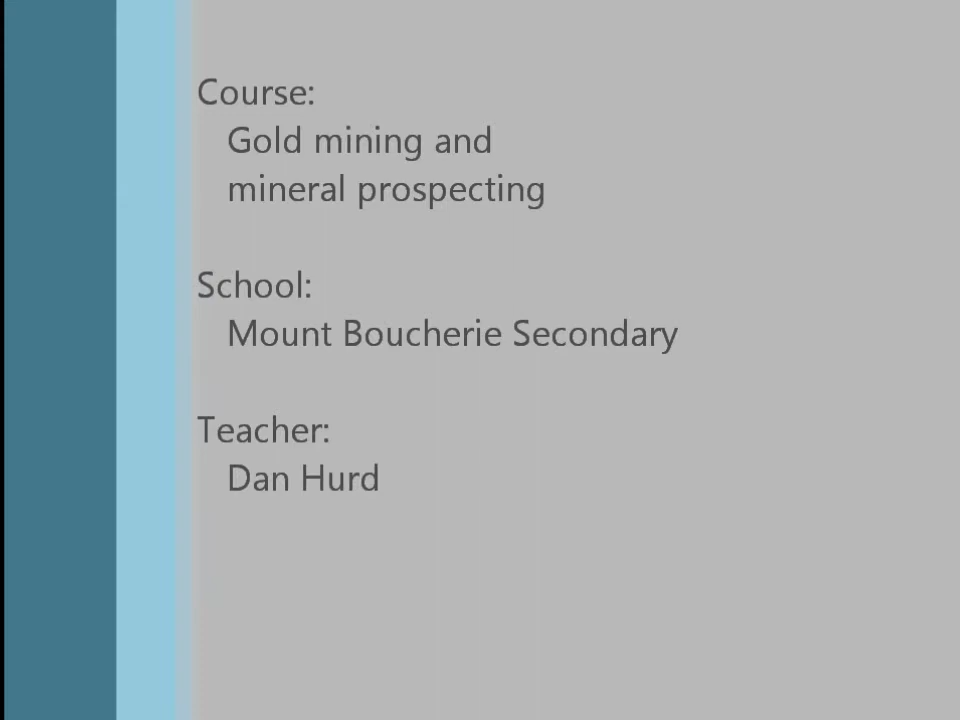 Course:
Gold mining and
mineral prospecting
School:
Mount Boucherie Secondary
Teacher:
Dan Hurd